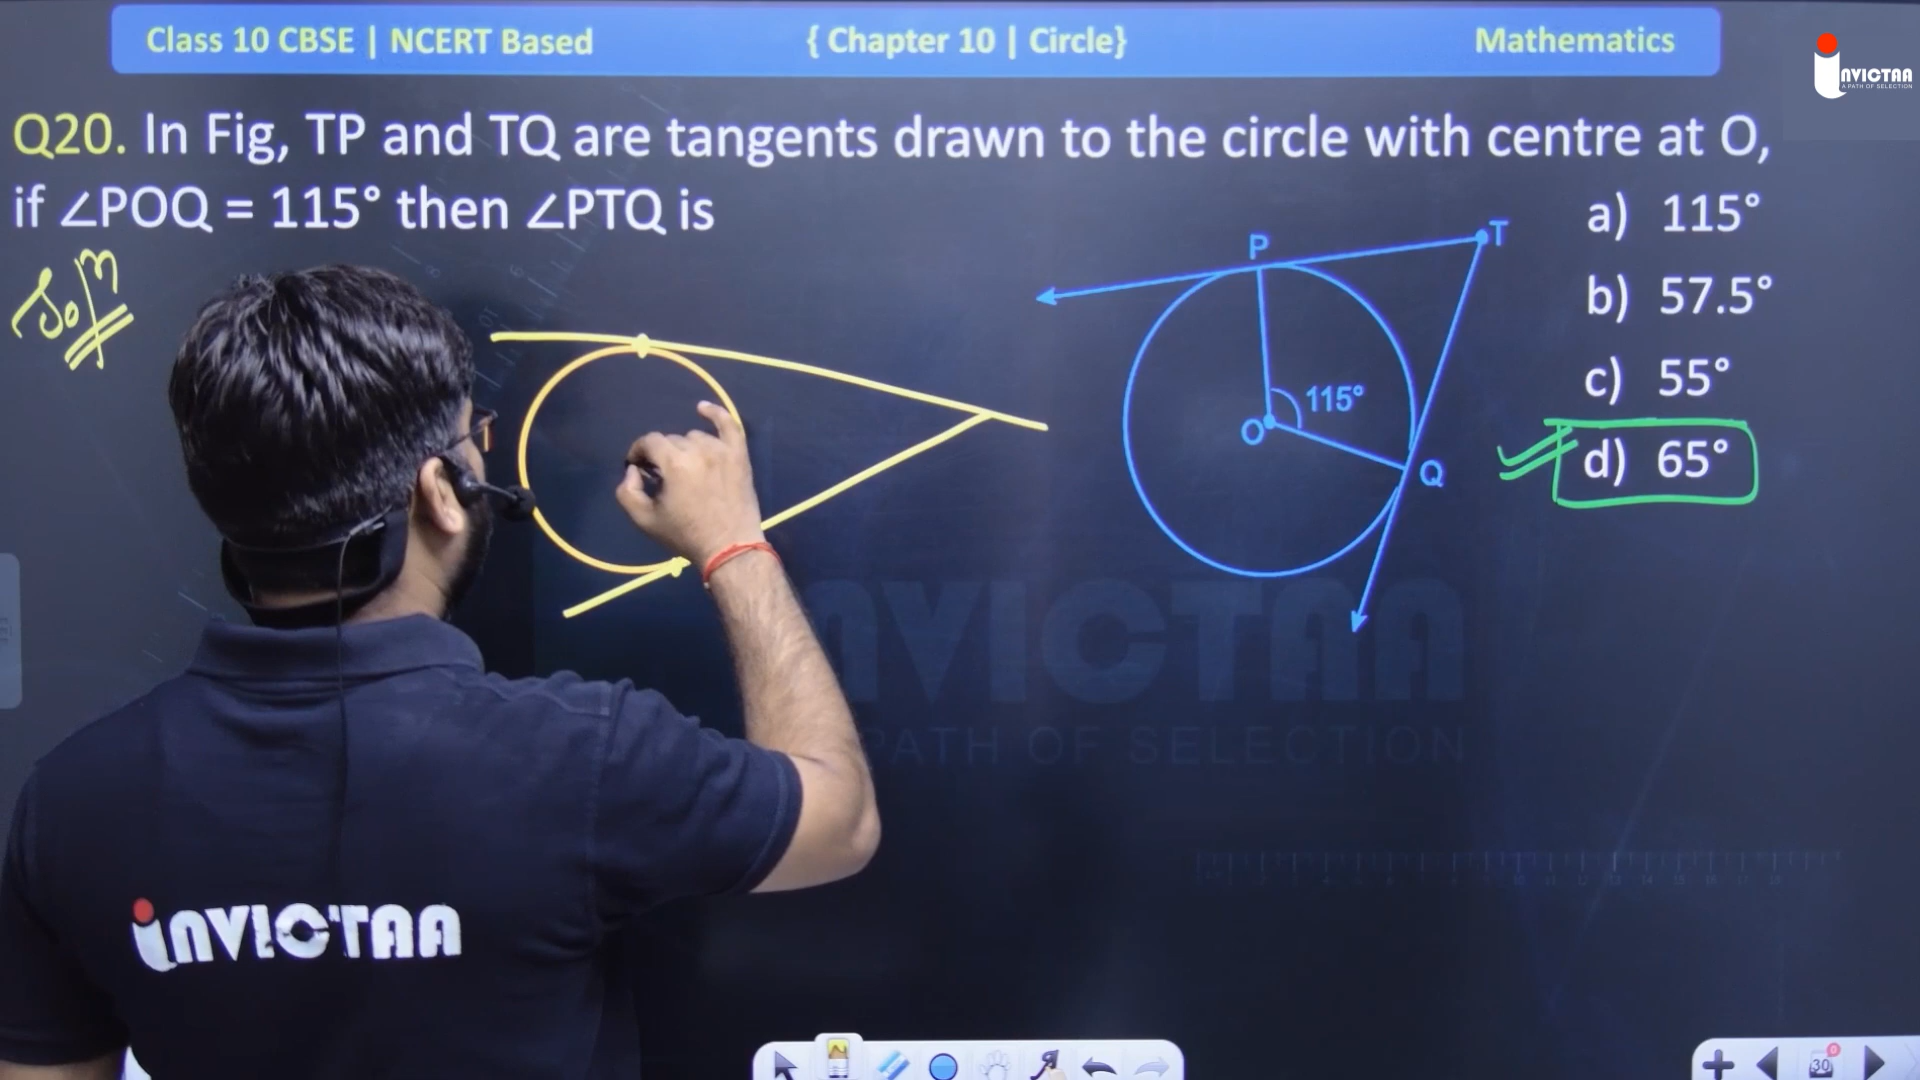 Class 10 CBSE | NCERT Based { Chapter 10 | Circle} Mathematics
INVICTAA
A PATH OF SELECTION
Q20. In Fig, TP and TQ are tangents drawn to the circle with centre at O,
if ∠POQ = 115° then ∠PTQ is
Soln
a) 115°
b) 57.5°
c) 55°
d) 65°
P
T
115°
O
Q
INVICTAA
PATH OF SELECTION
INVICTAA
30